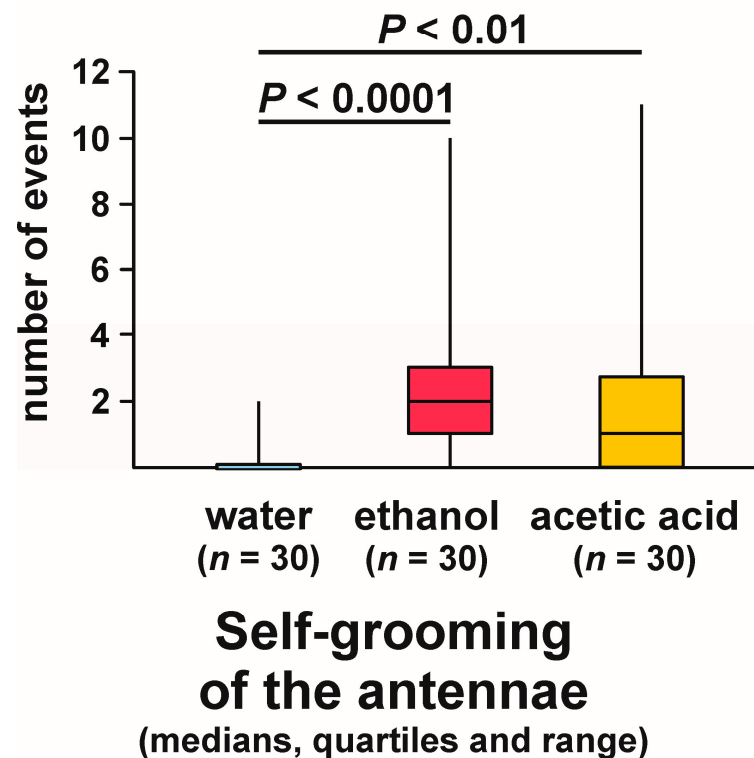 P < 0.01
P < 0.0001
number of events
12
10
8
6
4
2
water ethanol acetic acid
(n = 30) (n = 30) (n = 30)
Self-grooming
of the antennae
(medians, quartiles and range)